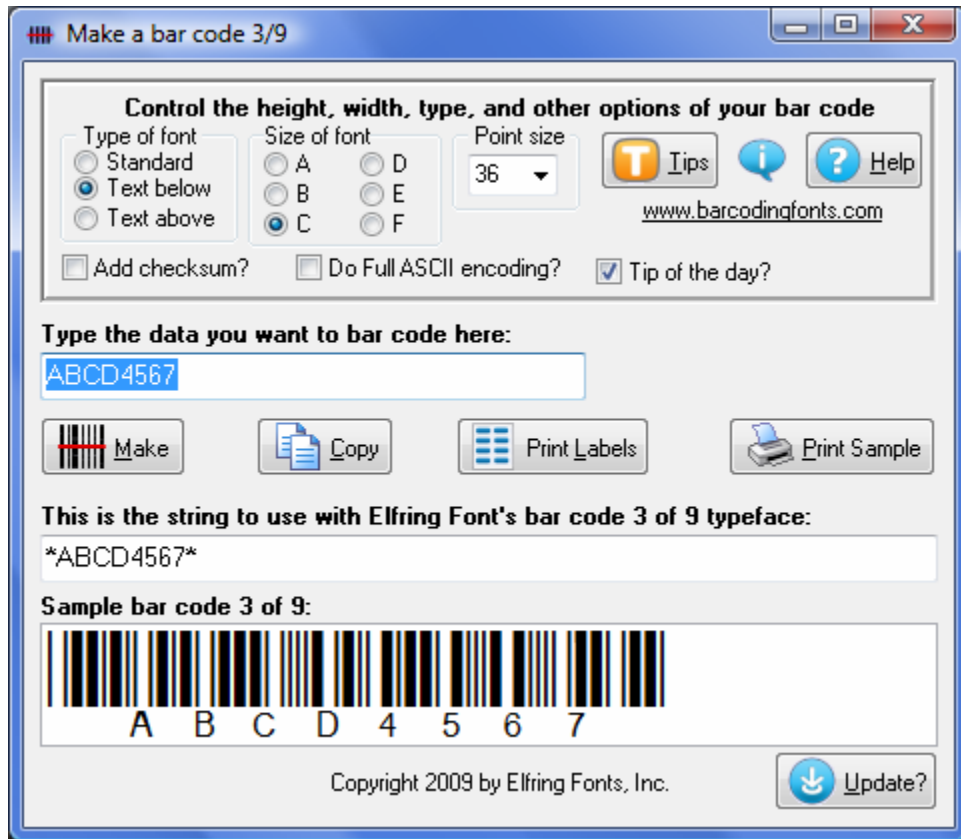 Make a bar code 3/9
Control the height, width, type, and other options of your bar code
Type of font
Standard
Text below
Text above
Size of font
A
B
C
D
E
F
Point size
36
Tips
Help
www.barcodingfonts.com
Add checksum?
Do Full ASCII encoding?
Tip of the day?
Type the data you want to bar code here:
ABCD4567
Make
Copy
Print Labels
Print Sample
This is the string to use with Elfring Font's bar code 3 of 9 typeface:
*ABCD4567*
Sample bar code 3 of 9:
A B C D 4 5 6 7
Copyright 2009 by Elfring Fonts, Inc.
Update?